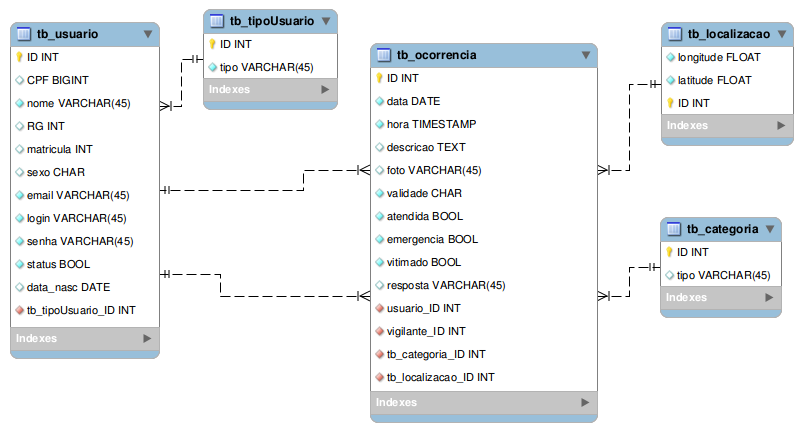 tb_usuario
ID INT
CPF BIGINT
nome VARCHAR(45)
RG INT
matricula INT
sexo CHAR
email VARCHAR(45)
login VARCHAR(45)
senha VARCHAR(45)
status BOOL
data_nasc DATE
tb_tipoUsuario_ID INT
Indexes
tb_tipoUsuario
ID INT
tipo VARCHAR(45)
Indexes
tb_ocorrencia
ID INT
data DATE
hora TIMESTAMP
descricao TEXT
foto VARCHAR(45)
validade CHAR
atendida BOOL
emergencia BOOL
vitimado BOOL
resposta VARCHAR(45)
usuario_ID INT
vigilante_ID INT
tb_categoria_ID INT
tb_localizacao_ID INT
Indexes
tb_localizacao
longitude FLOAT
latitude FLOAT
ID INT
Indexes
tb_categoria
ID INT
tipo VARCHAR(45)
Indexes